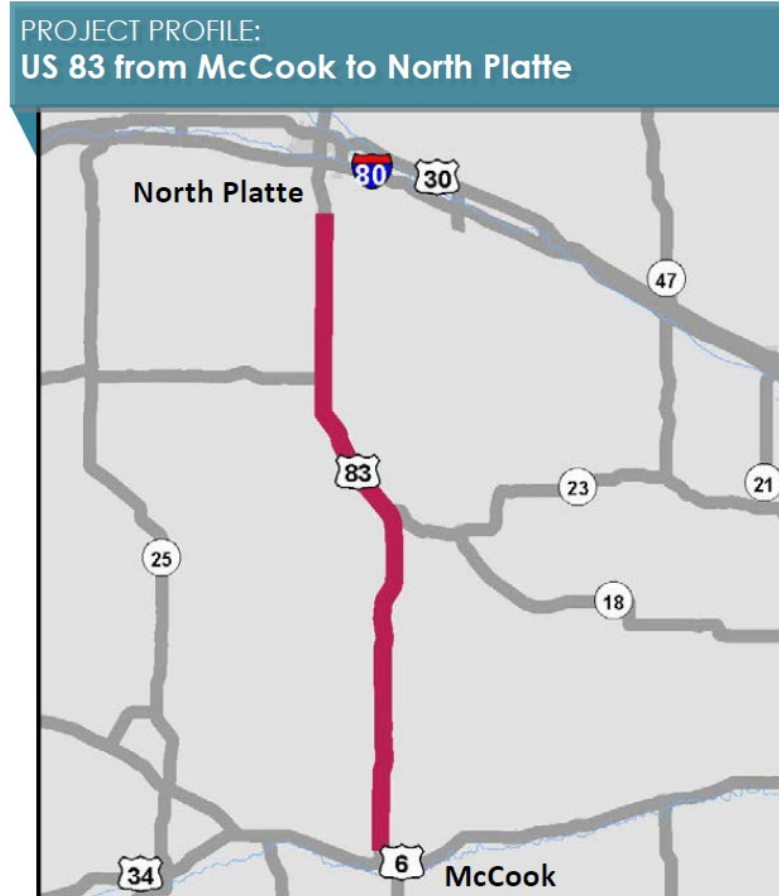 PROJECT PROFILE:
US 83 from McCook to North Platte
80
30
North Platte
47
83
23
21
25
18
6
34
McCook